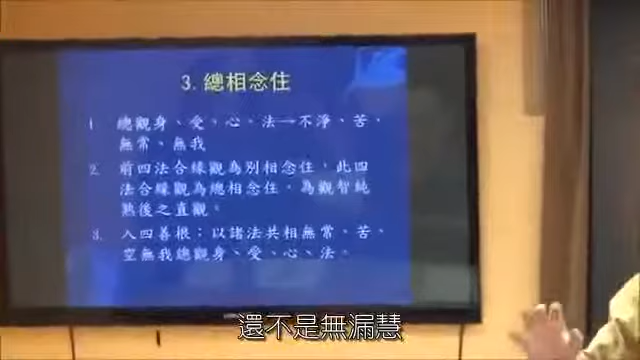 3. 總相念住
1. 總觀身、受、心、法—不淨、苦、
無常、無我
2. 前四法合緣觀為別相念住，此四
法合緣觀為總相念住，為觀智純
熟後之直觀。
3. 入四善根：以諸法共相無常、苦、
空無我總觀身、受、心、法。
還不是無漏慧